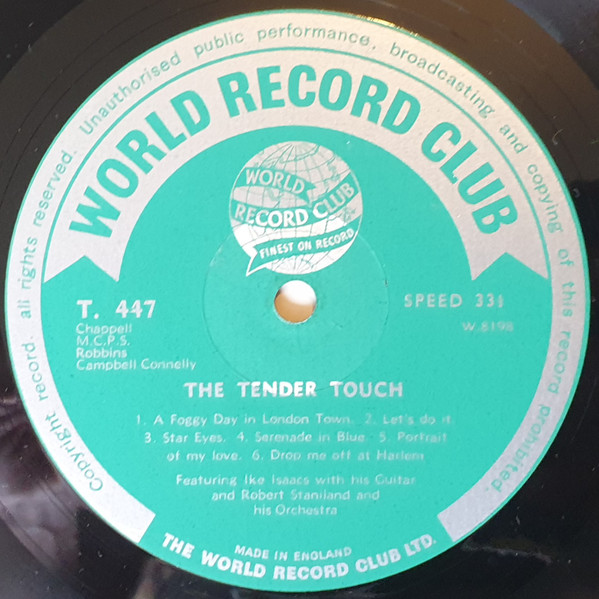 Copyright record. all rights reserved. Unauthorised public performance, broadcasting and copying of this record prohibited.
WORLD RECORD CLUB
WORLD
RECORD CLUB
FINEST ON RECORD
T. 447
SPEED 33⅓
Chappell
M.C.P.S.
Robbins
Campbell Connelly
W.8198
THE TENDER TOUCH
1. A Foggy Day in London Town. 2. Let's do it.
3. Star Eyes. 4. Serenade in Blue. 5. Portrait
of my love. 6. Drop me off at Harlem
Featuring Ike Isaacs with his Guitar
and Robert Staniland and
his Orchestra
MADE IN ENGLAND
THE WORLD RECORD CLUB LTD.